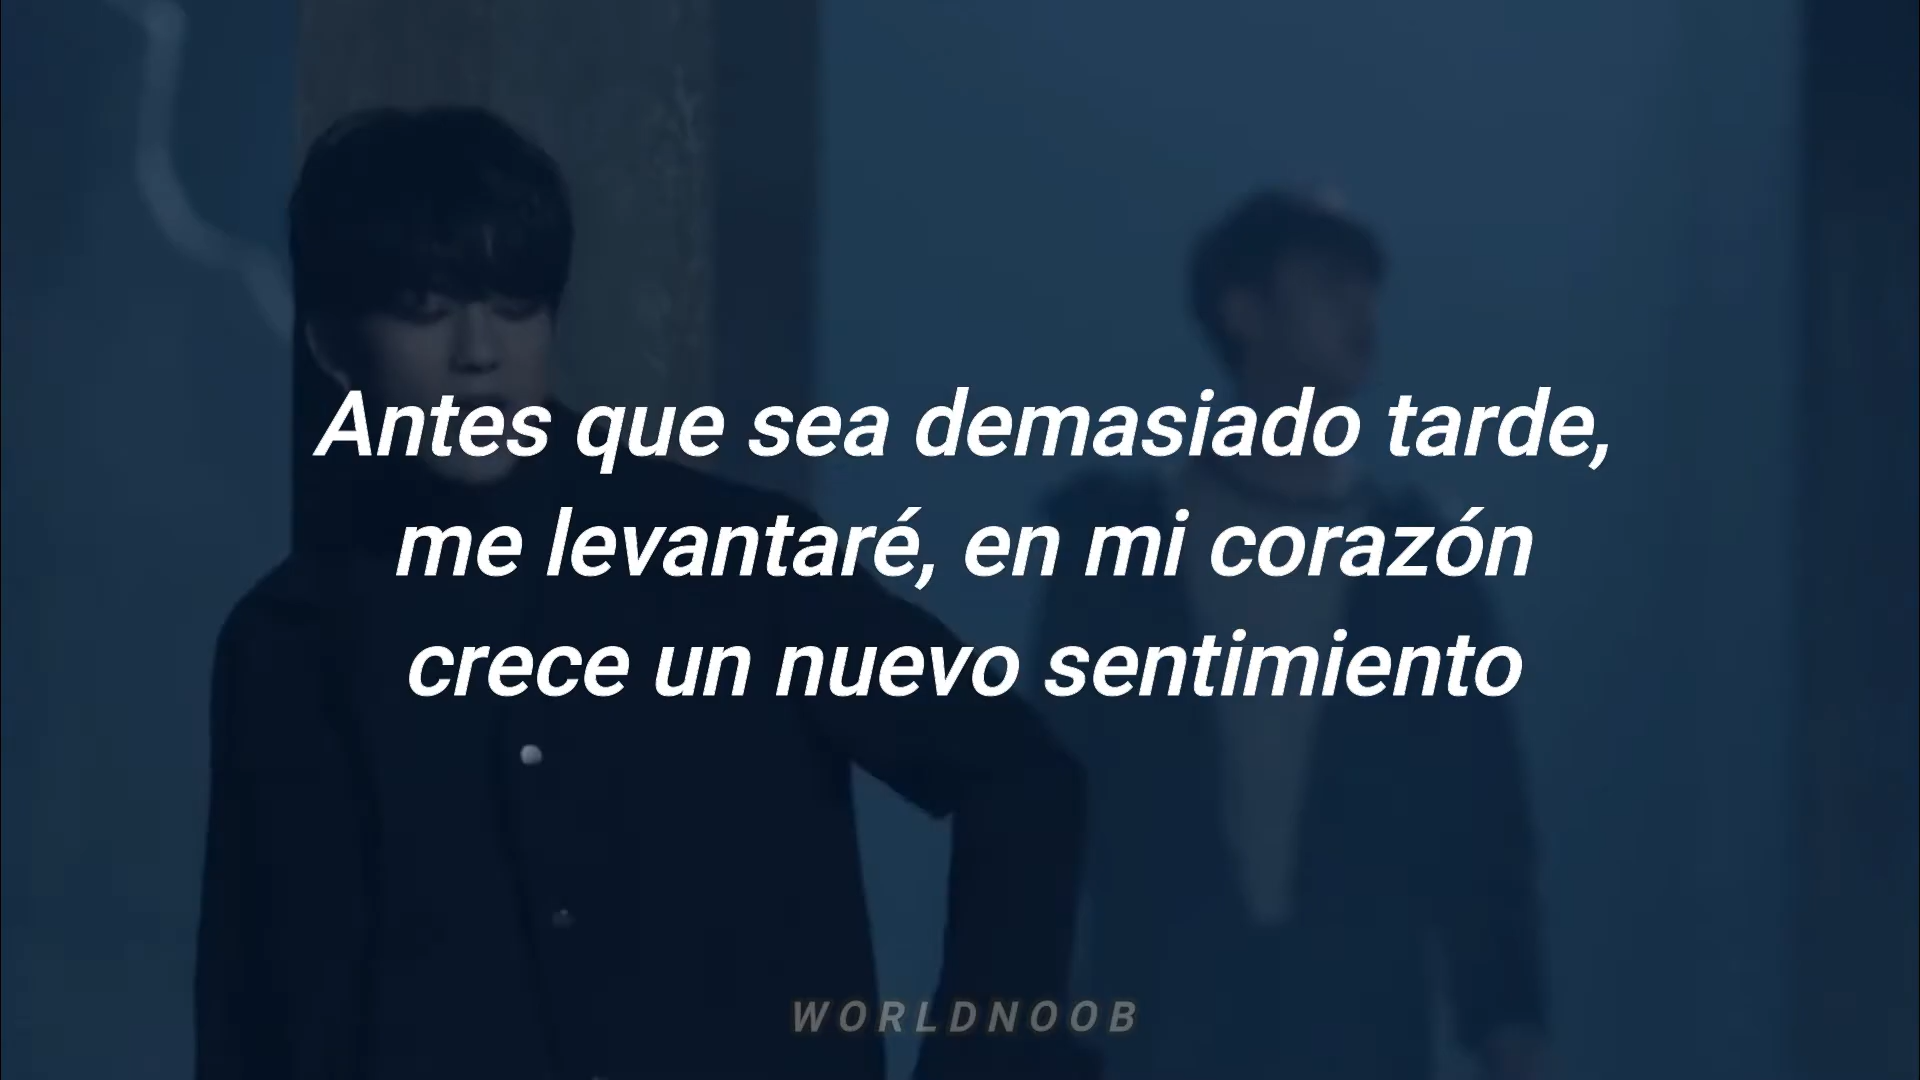 Antes que sea demasiado tarde,
me levantaré, en mi corazón
crece un nuevo sentimiento
WORLDNOOB